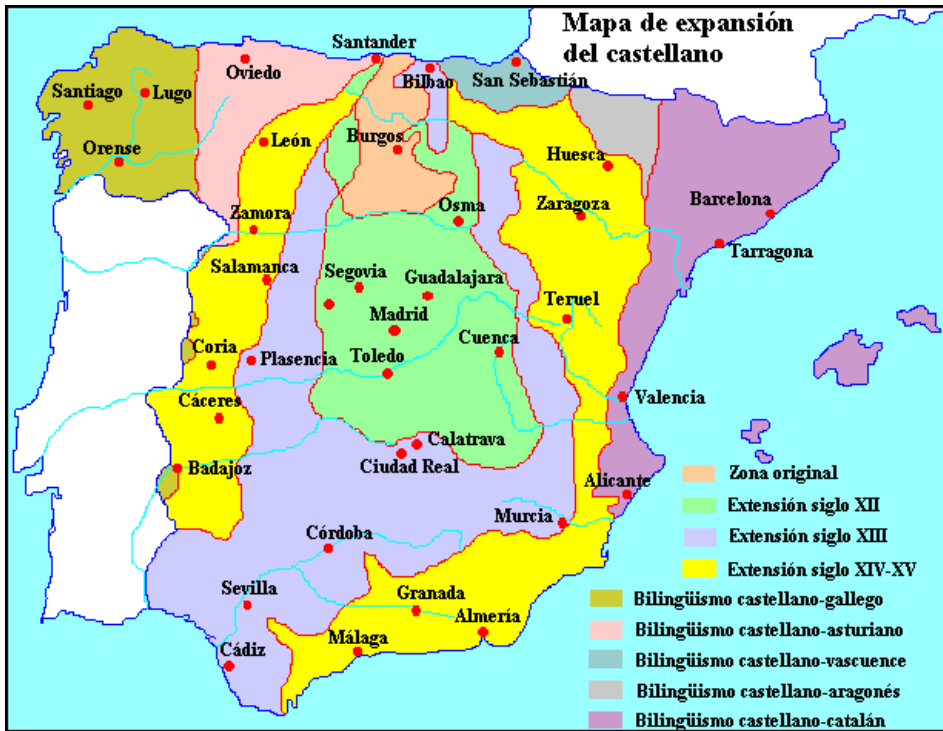 Mapa de expansión
del castellano
Santander
Oviedo
Bilbao
San Sebastián
Santiago
Lugo
León
Burgos
Orense
Huesca
Osma
Zaragoza
Barcelona
Zamora
Tarragona
Salamanca
Segovia
Guadalajara
Teruel
Madrid
Cuenca
Coria
Plasencia
Toledo
Valencia
Cáceres
Calatrava
Ciudad Real
Badajoz
Alicante
Murcia
Córdoba
Sevilla
Granada
Almería
Málaga
Cádiz
Zona original
Extensión siglo XII
Extensión siglo XIII
Extensión siglo XIV-XV
Bilingüismo castellano-gallego
Bilingüismo castellano-asturiano
Bilingüismo castellano-vascuence
Bilingüismo castellano-aragonés
Bilingüismo castellano-catalán